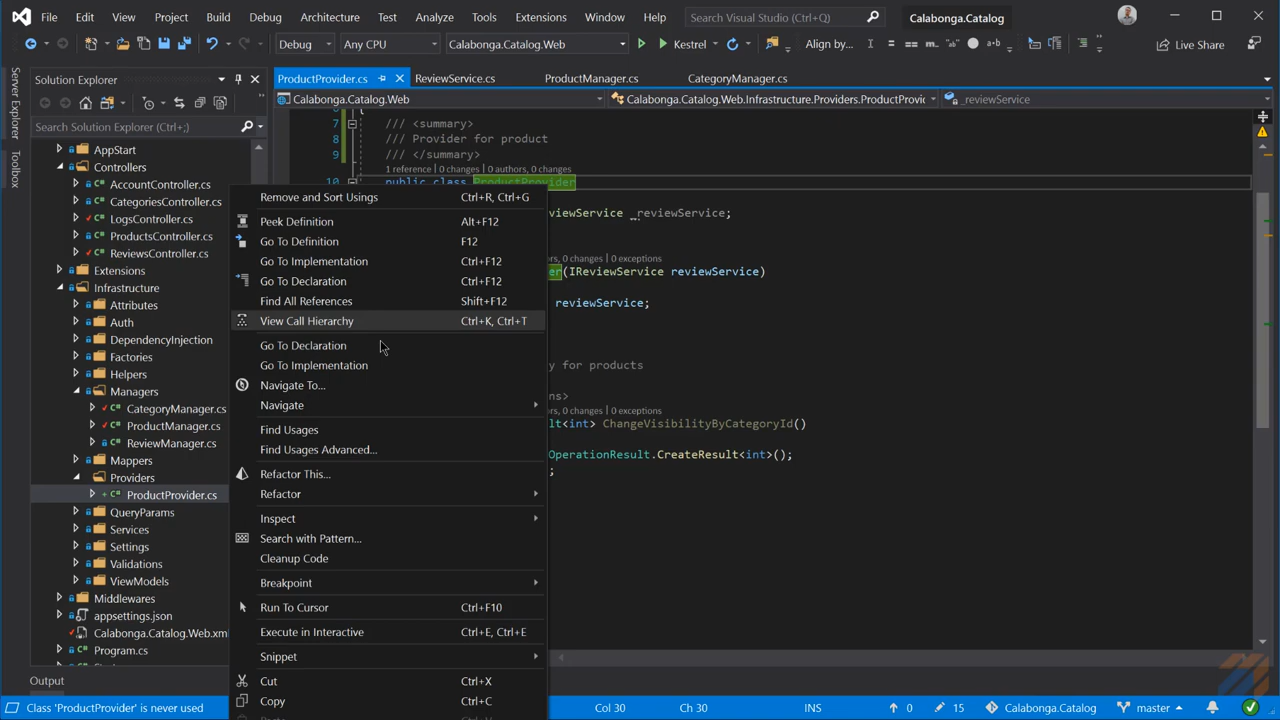 File Edit View Project Build Debug Architecture Test Analyze Tools Extensions Window Help Search Visual Studio (Ctrl+Q) Calabonga.Catalog
Debug Any CPU Calabonga.Catalog.Web Kestrel Align by... Live Share
Server Explorer
Toolbox
Solution Explorer
Search Solution Explorer (Ctrl+;)
AppStart
Controllers
AccountController.cs
CategoriesController.cs
LogsController.cs
ProductsController.cs
ReviewsController.cs
Extensions
Infrastructure
Attributes
Auth
DependencyInjection
Factories
Helpers
Managers
CategoryManager.cs
ProductManager.cs
ReviewManager.cs
Mappers
Providers
ProductProvider.cs
QueryParams
Services
Settings
Validations
ViewModels
Middlewares
appsettings.json
Calabonga.Catalog.Web.xm
Program.cs
Output
ProductProvider.cs ReviewService.cs ProductManager.cs CategoryManager.cs
Calabonga.Catalog.Web Calabonga.Catalog.Web.Infrastructure.Providers.ProductProvic _reviewService
7 /// <summary>
8 /// Provider for product
9 /// </summary>
1 reference | 0 changes | 0 authors, 0 changes
10 public class ProductProvider
viewService _reviewService;
ors, 0 changes | 0 exceptions
er(IReviewService reviewService)
reviewService;
y for products
ns>
ors, 0 changes | 0 exceptions
lt<int> ChangeVisibilityByCategoryId()
OperationResult.CreateResult<int>();
;
Remove and Sort Usings Ctrl+R, Ctrl+G
Peek Definition Alt+F12
Go To Definition F12
Go To Implementation Ctrl+F12
Go To Declaration Ctrl+F12
Find All References Shift+F12
View Call Hierarchy Ctrl+K, Ctrl+T
Go To Declaration
Go To Implementation
Navigate To...
Navigate
Find Usages
Find Usages Advanced...
Refactor This...
Refactor
Inspect
Search with Pattern...
Cleanup Code
Breakpoint
Run To Cursor Ctrl+F10
Execute in Interactive Ctrl+E, Ctrl+E
Snippet
Cut Ctrl+X
Copy Ctrl+C
Class 'ProductProvider' is never used Col 30 Ch 30 INS 0 15 Calabonga.Catalog master